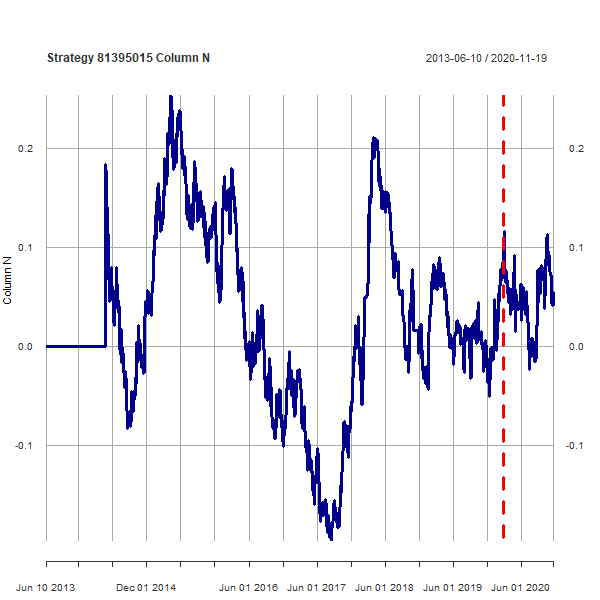 Strategy 81395015 Column N
2013-06-10 / 2020-11-19
0.2
0.2
0.1
0.1
Column N
0.0
0.0
-0.1
-0.1
Jun 10 2013
Dec 01 2014
Jun 01 2016
Jun 01 2017
Jun 01 2018
Jun 01 2019
Jun 01 2020